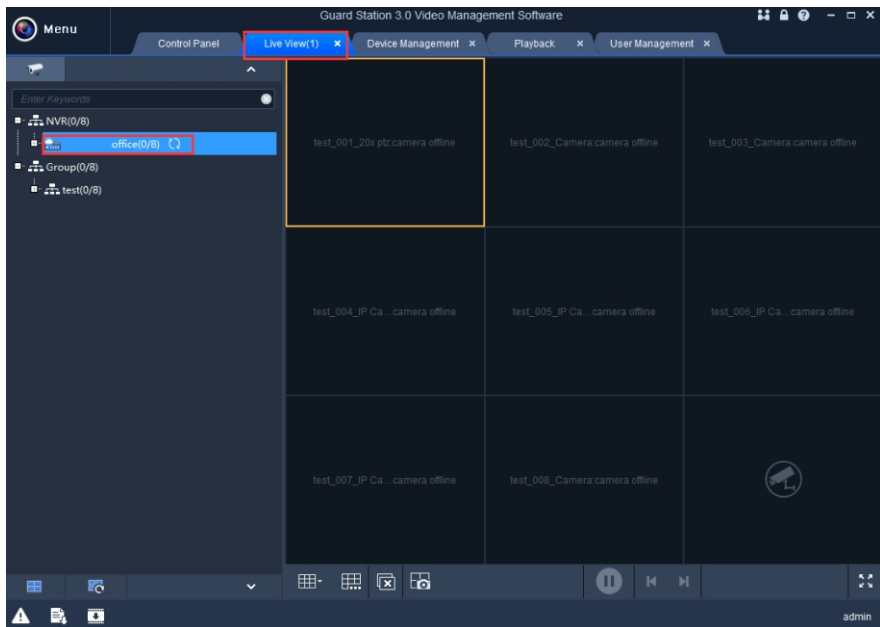 Guard Station 3.0 Video Management Software
Menu
Control Panel
Live View(1)
Device Management
Playback
User Management
Enter Keywords
NVR(0/8)
office(0/8)
Group(0/8)
test(0/8)
test_001_20x ptz:camera offline
test_002_Camera:camera offline
test_003_Camera:camera offline
test_004_IP Ca...camera offline
test_005_IP Ca...camera offline
test_006_IP Ca...camera offline
test_007_IP Ca...camera offline
test_008_Camera:camera offline
admin